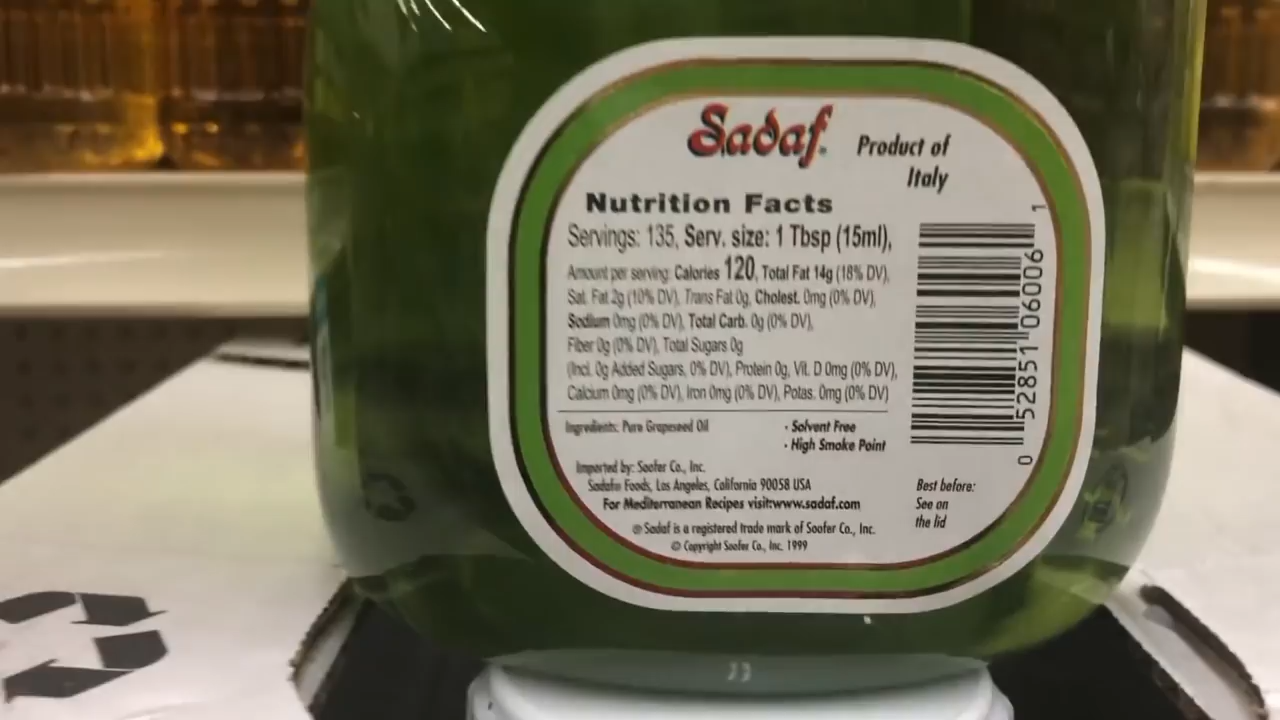 Sadaf
Product of
Italy
Nutrition Facts
Servings: 135, Serv. size: 1 Tbsp (15ml),
Amount per serving: Calories 120, Total Fat 14g (18% DV),
Sat. Fat 2g (10% DV), Trans Fat 0g, Cholest. 0mg (0% DV),
Sodium 0mg (0% DV), Total Carb. 0g (0% DV),
Fiber 0g (0% DV), Total Sugars 0g
(Incl. 0g Added Sugars, 0% DV), Protein 0g, Vit. D 0mg (0% DV),
Calcium 0mg (0% DV), Iron 0mg (0% DV), Potas. 0mg (0% DV)
Ingredients: Pure Grapeseed Oil
· Solvent Free
· High Smoke Point
Imported by: Soofer Co., Inc.
Sadaf® Foods, Los Angeles, California 90058 USA
For Mediterranean Recipes visit:www.sadaf.com
® Sadaf is a registered trade mark of Soofer Co., Inc.
© Copyright Soofer Co., Inc. 1999
Best before:
See on
the lid
0 52851 06006 1